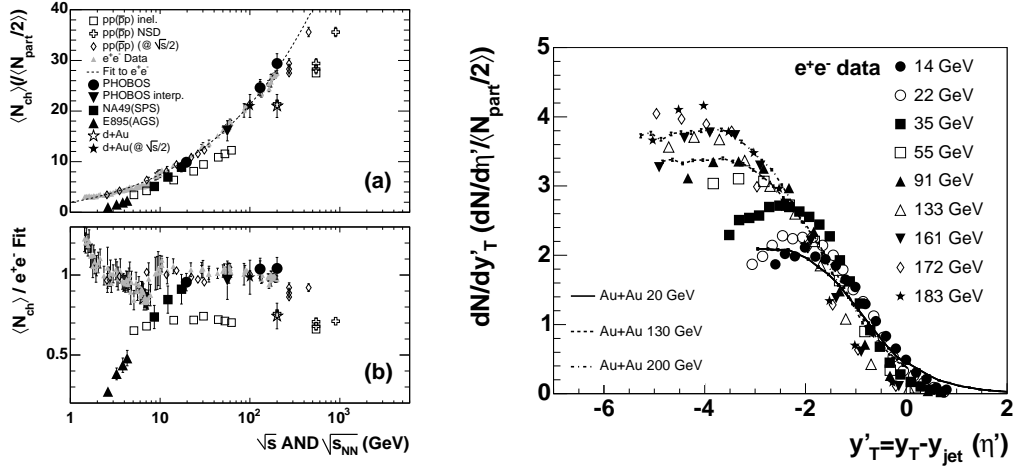 ⟨N_ch⟩(/⟨N_part/2⟩)
40
30
20
10
0
pp(p̄p) inel.
pp(p̄p) NSD
pp(p̄p) (@ √s/2)
e⁺e⁻ Data
Fit to e⁺e⁻
PHOBOS
PHOBOS interp.
NA49(SPS)
E895(AGS)
d+Au
d+Au(@ √s/2)
(a)
⟨N_ch⟩ / e⁺e⁻ Fit
1
0.5
(b)
1 10 10² 10³
√s AND √s_NN (GeV)
dN/dy'_T (dN/dη'/⟨N_part/2⟩)
5
4
3
2
1
0
e⁺e⁻ data
14 GeV
22 GeV
35 GeV
55 GeV
91 GeV
133 GeV
161 GeV
172 GeV
183 GeV
Au+Au 20 GeV
Au+Au 130 GeV
Au+Au 200 GeV
-6 -4 -2 0 2
y'_T=y_T-y_jet (η')